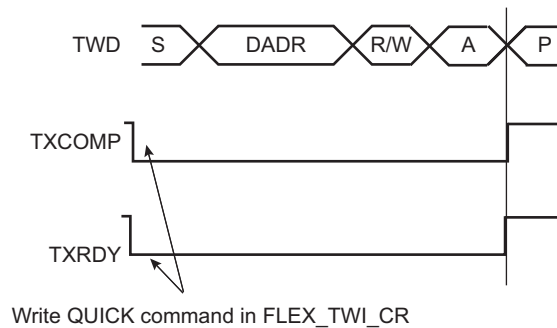 TWD S DADR R/W A P
TXCOMP
TXRDY
Write QUICK command in FLEX_TWI_CR